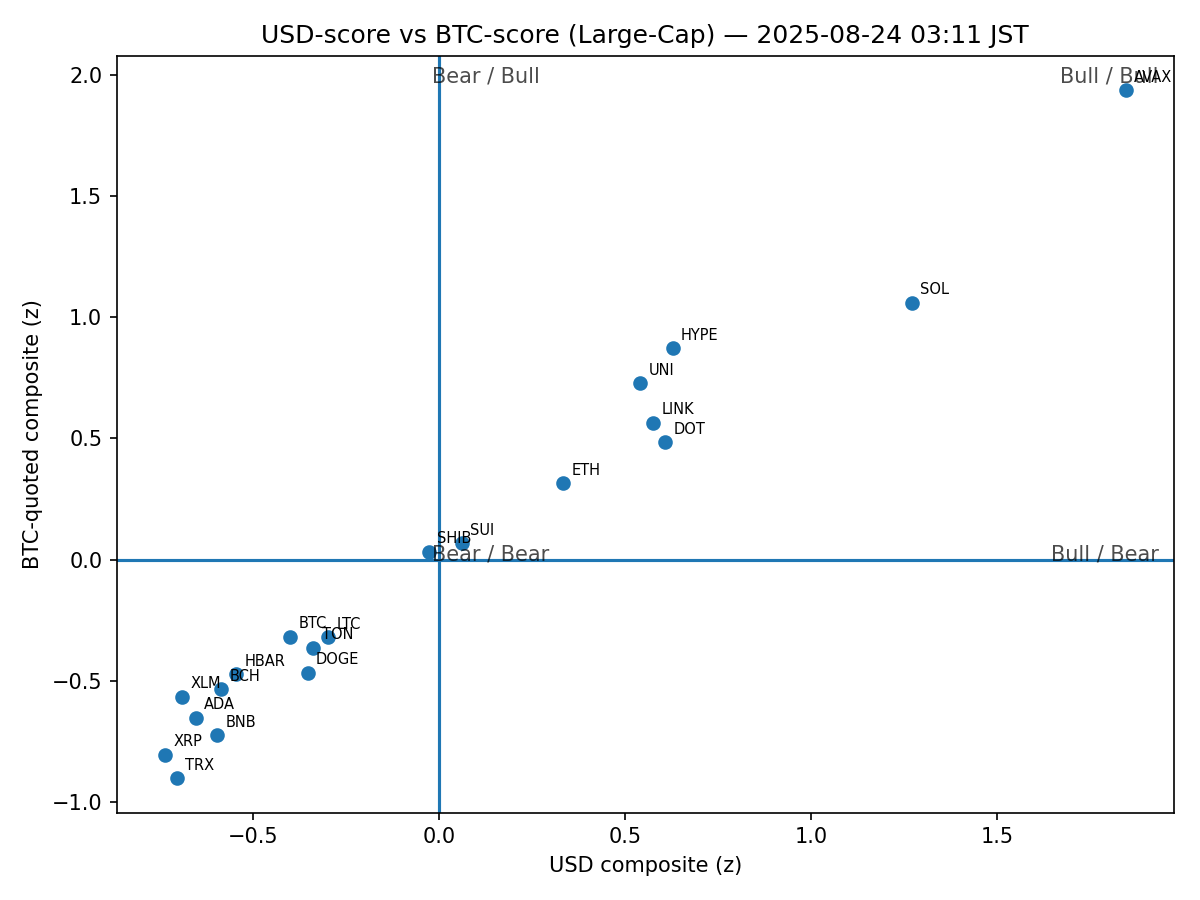 USD-score vs BTC-score (Large-Cap) — 2025-08-24 03:11 JST
2.0
Bear / Bull
Bull / Bull
AVAX
1.5
SOL
1.0
HYPE
UNI
LINK
0.5
DOT
ETH
SUI
SHIB
0.0
Bear / Bear
Bull / Bear
BTC
LTC
TON
DOGE
HBAR
BCH
−0.5
XLM
ADA
BNB
XRP
TRX
−1.0
−0.5
0.0
0.5
1.0
1.5
USD composite (z)
BTC-quoted composite (z)